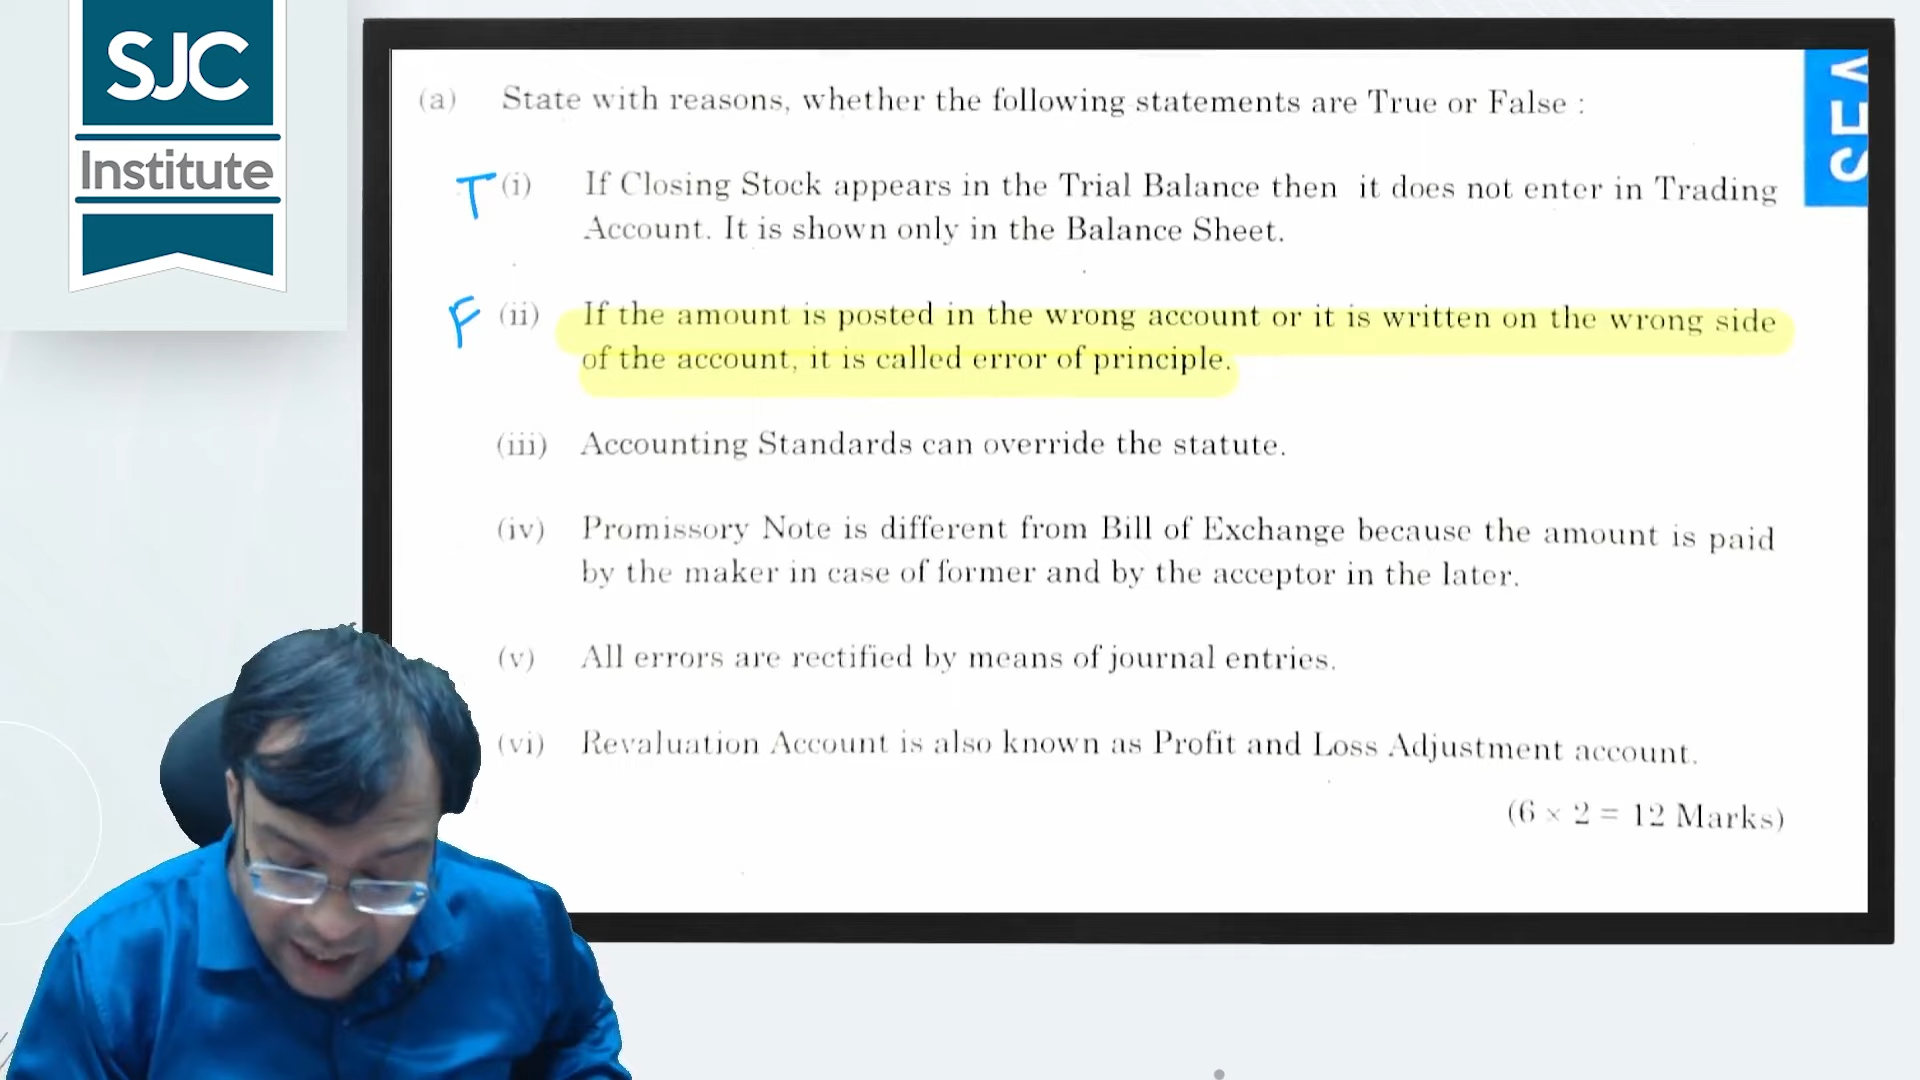 SJC
Institute
(a) State with reasons, whether the following statements are True or False :
T (i) If Closing Stock appears in the Trial Balance then it does not enter in Trading
Account. It is shown only in the Balance Sheet.
F (ii) If the amount is posted in the wrong account or it is written on the wrong side
of the account, it is called error of principle.
(iii) Accounting Standards can override the statute.
(iv) Promissory Note is different from Bill of Exchange because the amount is paid
by the maker in case of former and by the acceptor in the later.
(v) All errors are rectified by means of journal entries.
(vi) Revaluation Account is also known as Profit and Loss Adjustment account.
(6 × 2 = 12 Marks)